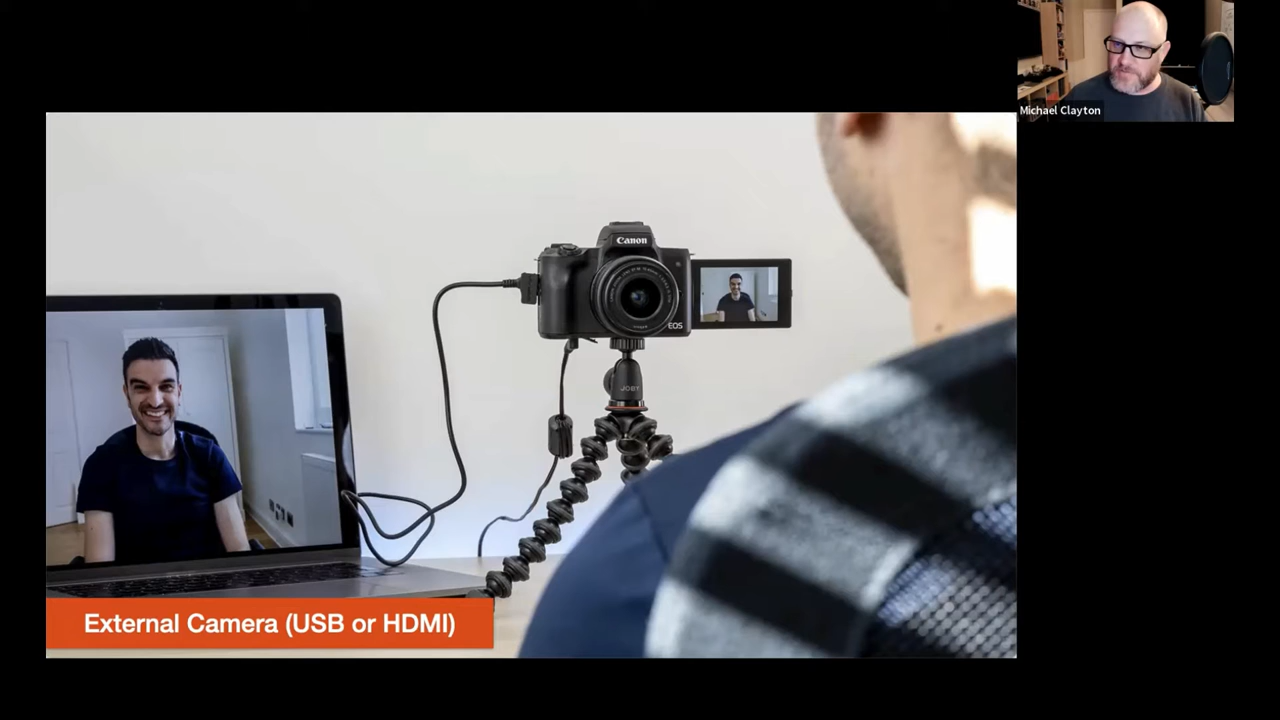 Michael Clayton
Canon
EOS
JOBY
External Camera (USB or HDMI)